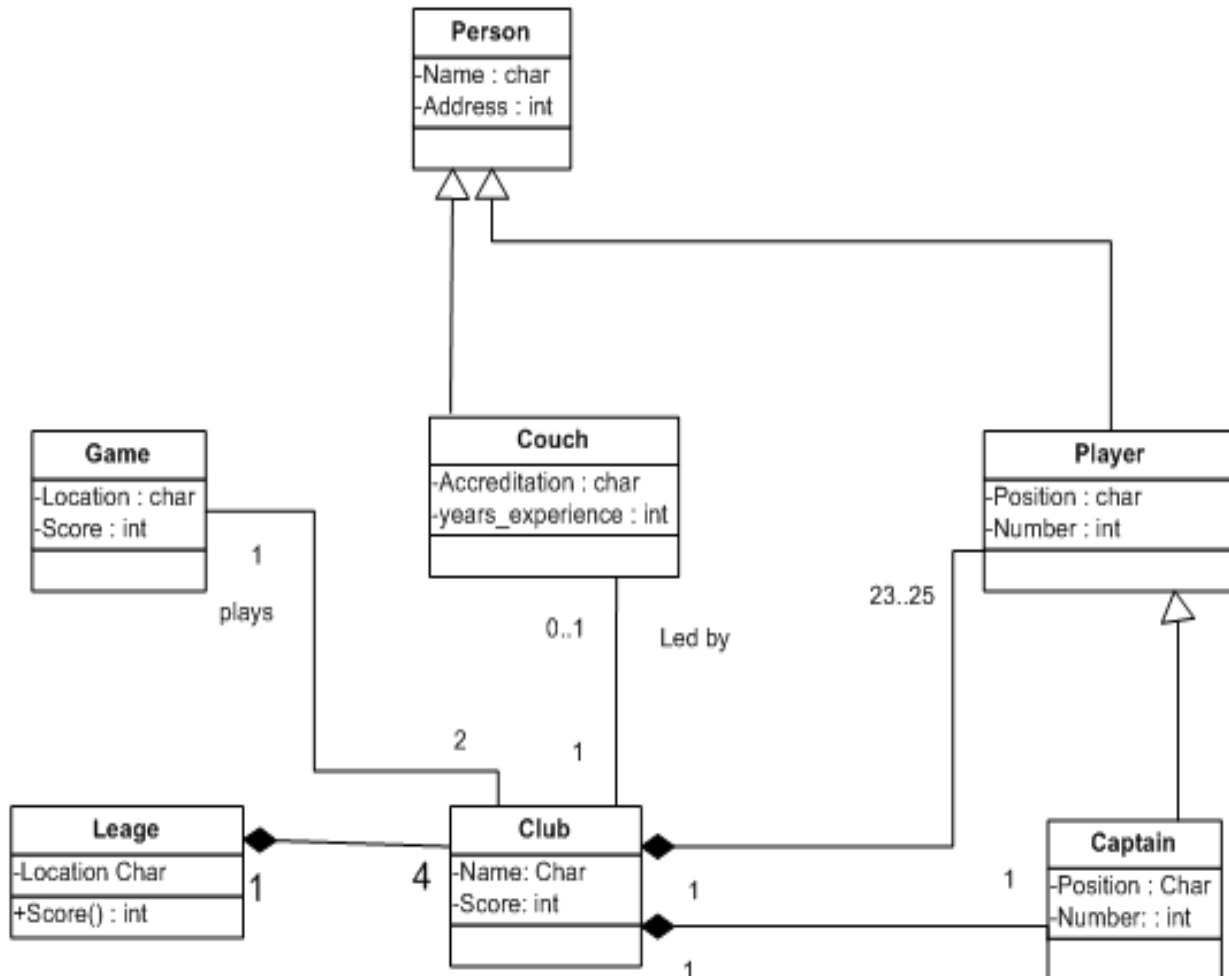 Person
-Name : char
-Address : int
Game
-Location : char
-Score : int
Couch
-Accreditation : char
-years_experience : int
Player
-Position : char
-Number : int
1
plays
0..1
Led by
23..25
2
1
Leage
-Location Char
+Score() : int
1
4
Club
-Name: Char
-Score: int
1
1
1
Captain
-Position : Char
-Number: : int